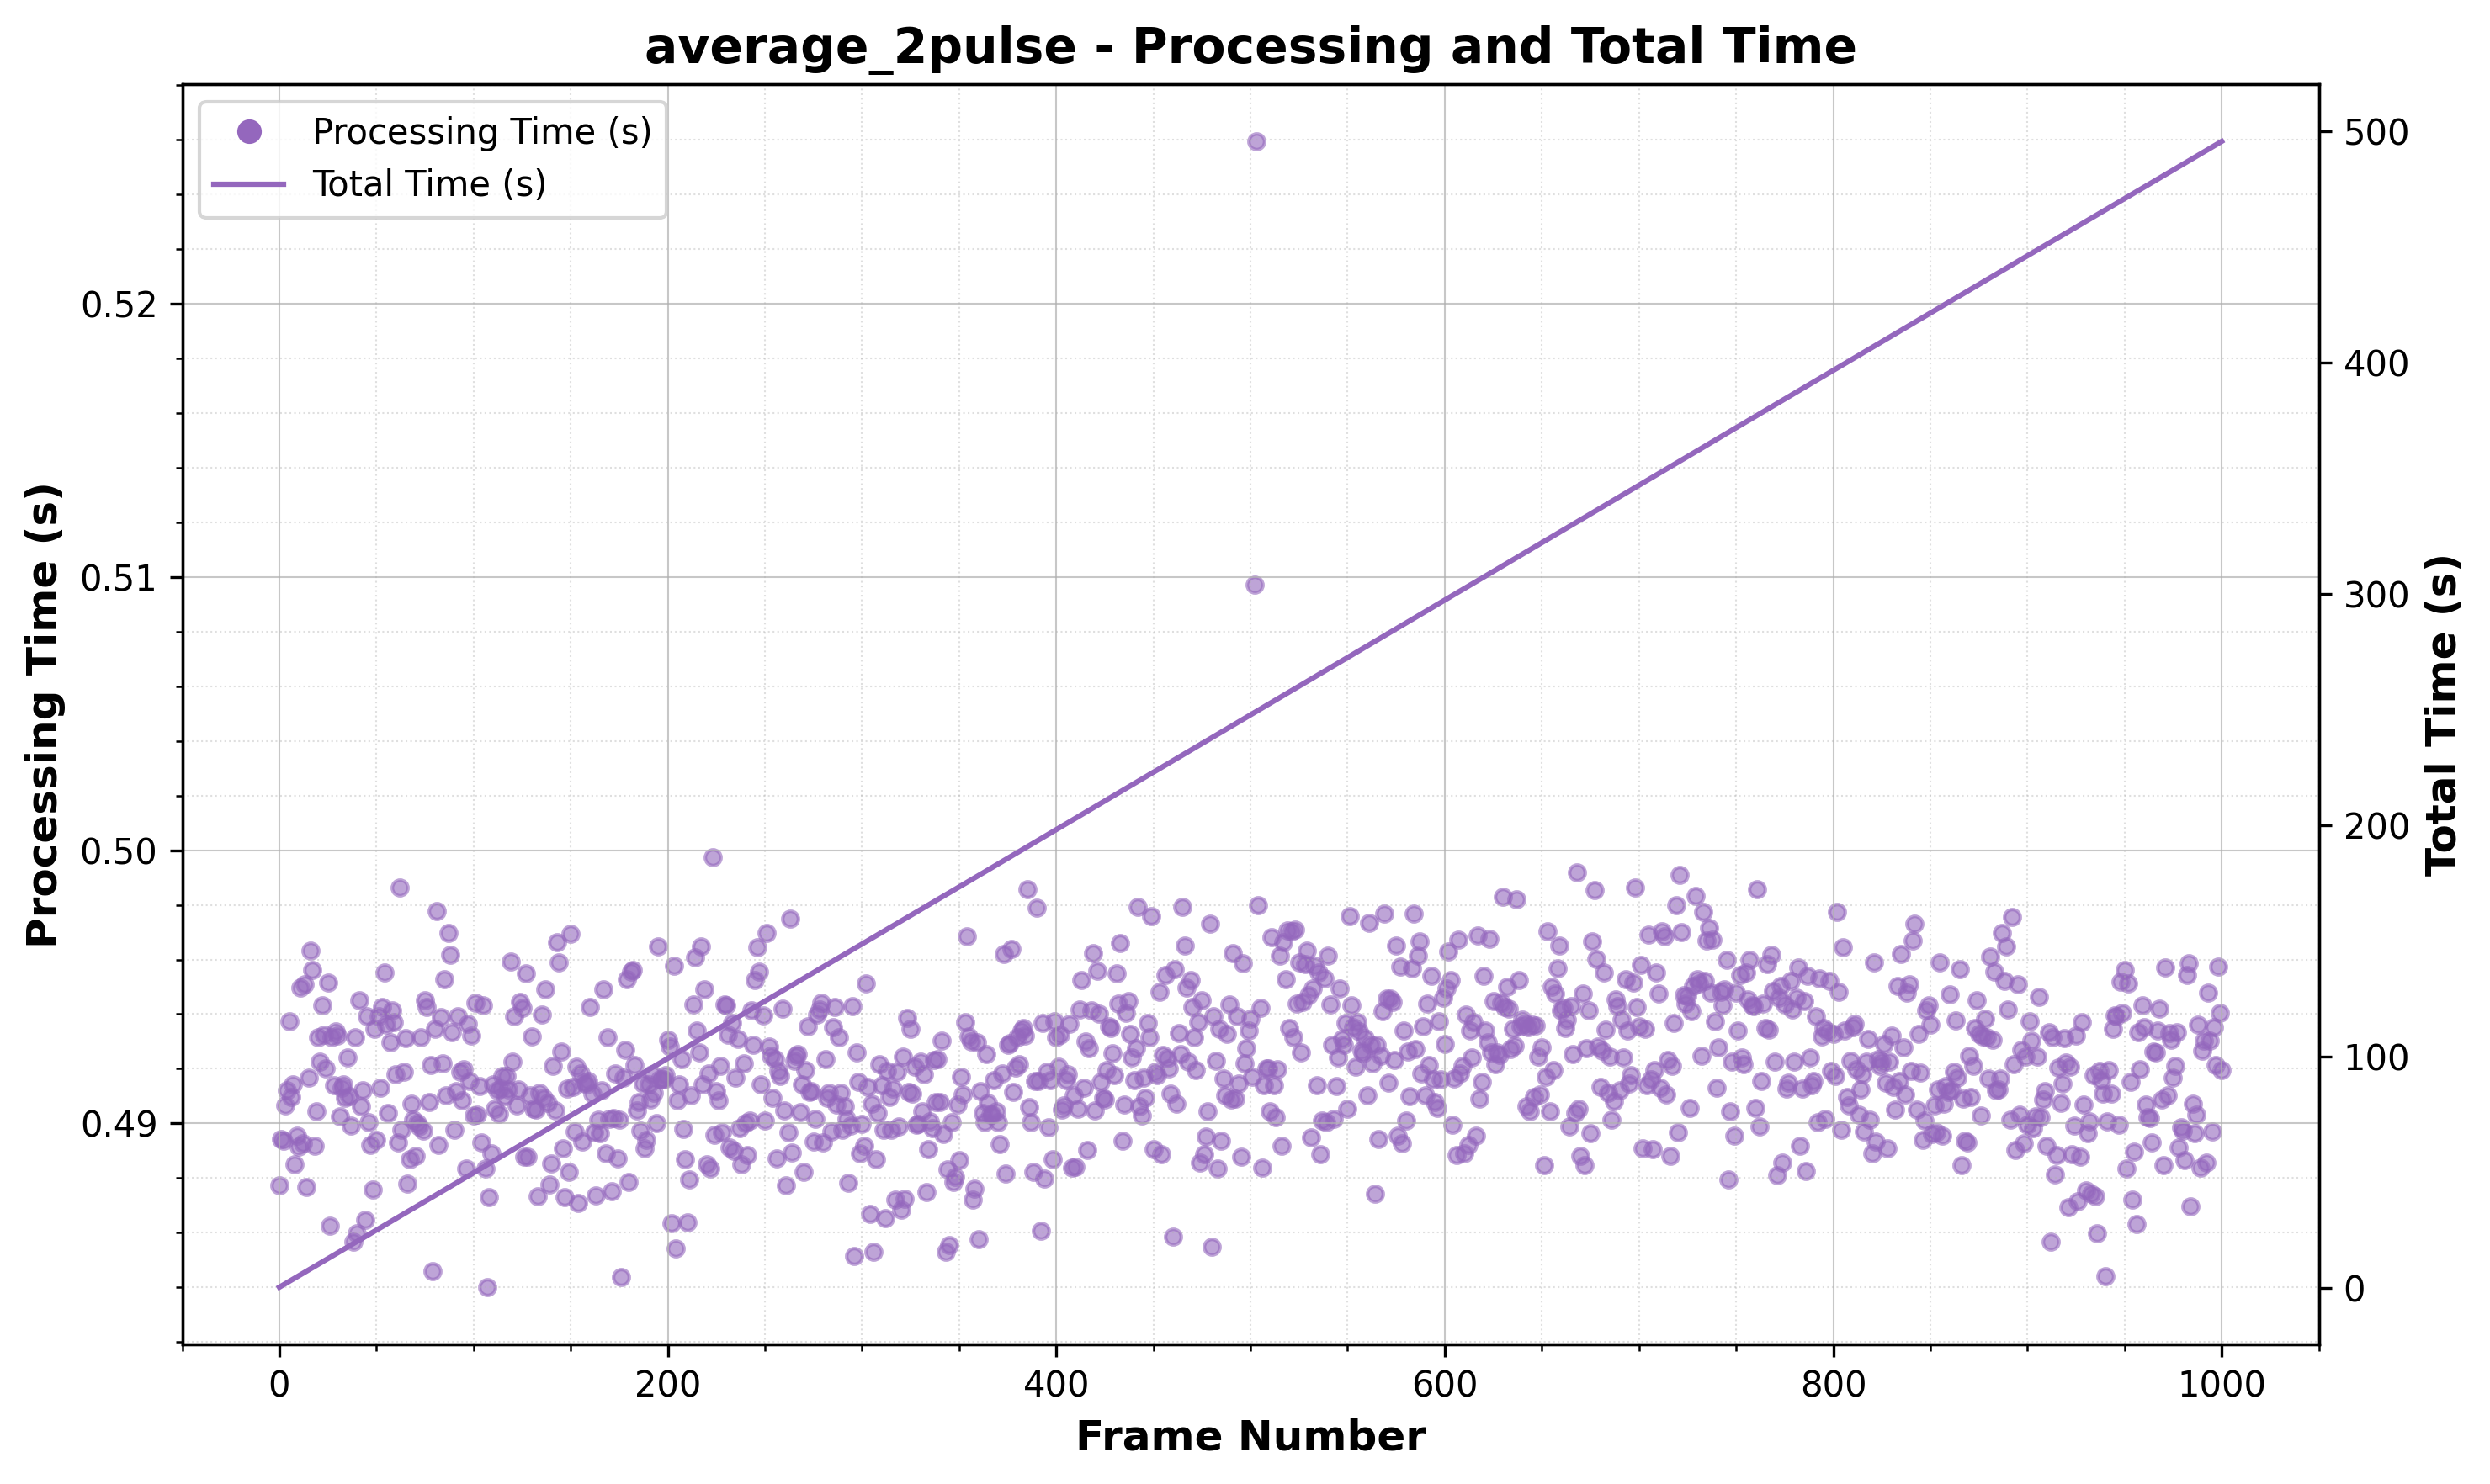 average_2pulse - Processing and Total Time
Processing Time (s)
Total Time (s)
0.52
0.51
0.50
0.49
Processing Time (s)
500
400
300
200
100
0
Total Time (s)
0 200 400 600 800 1000
Frame Number